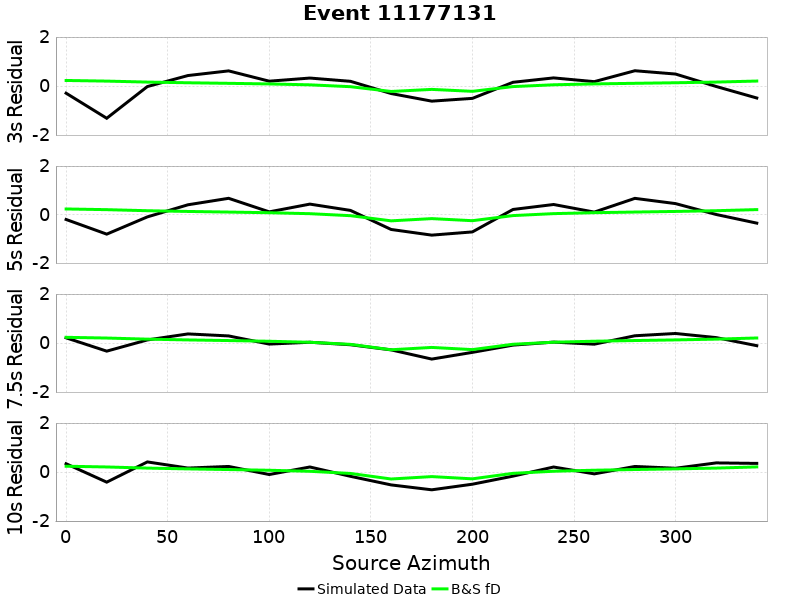 Event 11177131
3s Residual
2
0
-2
5s Residual
2
0
-2
7.5s Residual
2
0
-2
10s Residual
2
0
-2
0 50 100 150 200 250 300
Source Azimuth
Simulated Data B&S fD